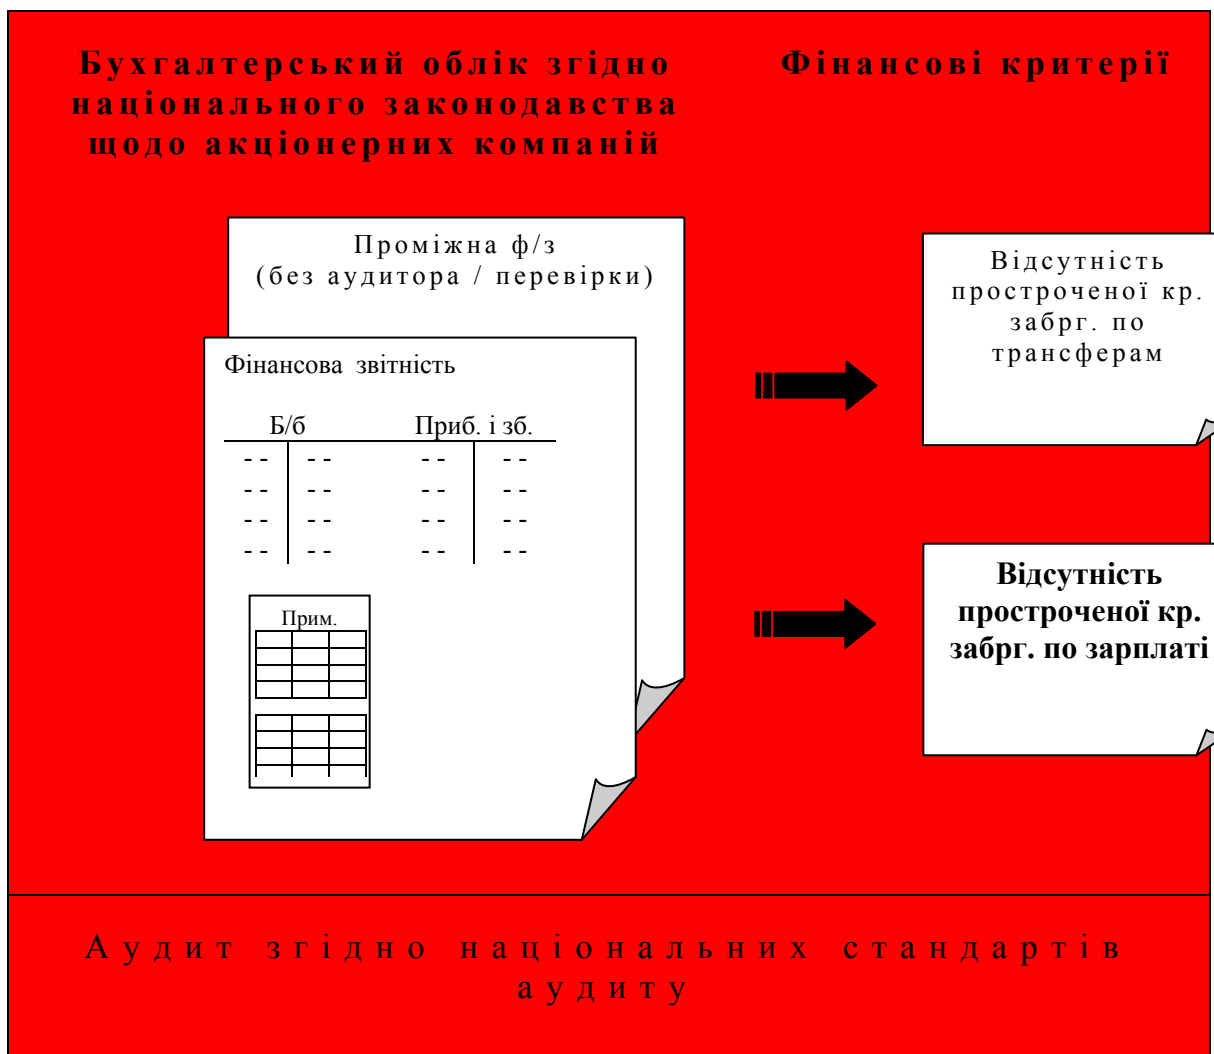 Бухгалтерський облік згідно
національного законодавства
щодо акціонерних компаній
Фінансові критерії
Проміжна ф/з
(без аудитора / перевірки)
Фінансова звітність
Б/б Приб. і зб.
- - - - - - - -
- - - - - - - -
- - - - - - - -
- - - - - - - -
Прим.
Відсутність
простроченої кр.
забрг. по
трансферам
Відсутність
простроченої кр.
забрг. по зарплаті
Аудит згідно національних стандартів
аудиту